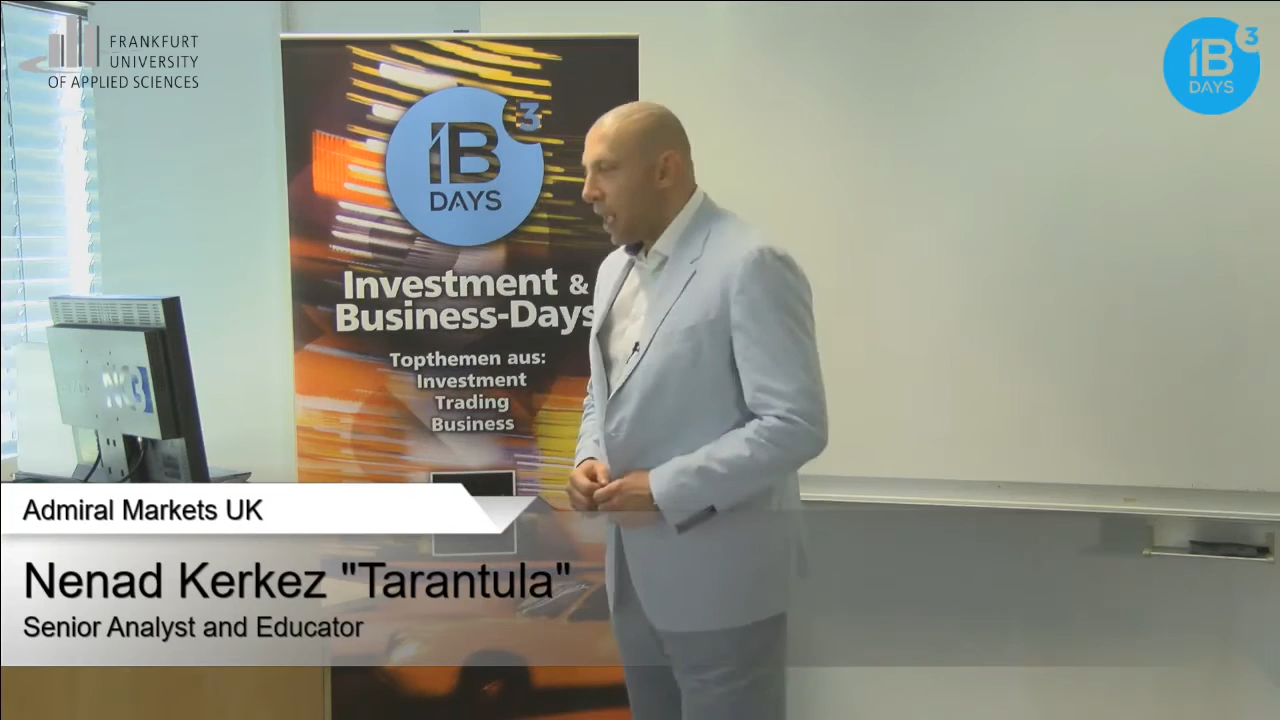 FRANKFURT
UNIVERSITY
OF APPLIED SCIENCES
iB 3
DAYS
iB 3
DAYS
Investment &
Business-Days
Topthemen aus:
Investment
Trading
Business
Admiral Markets UK
Nenad Kerkez "Tarantula"
Senior Analyst and Educator